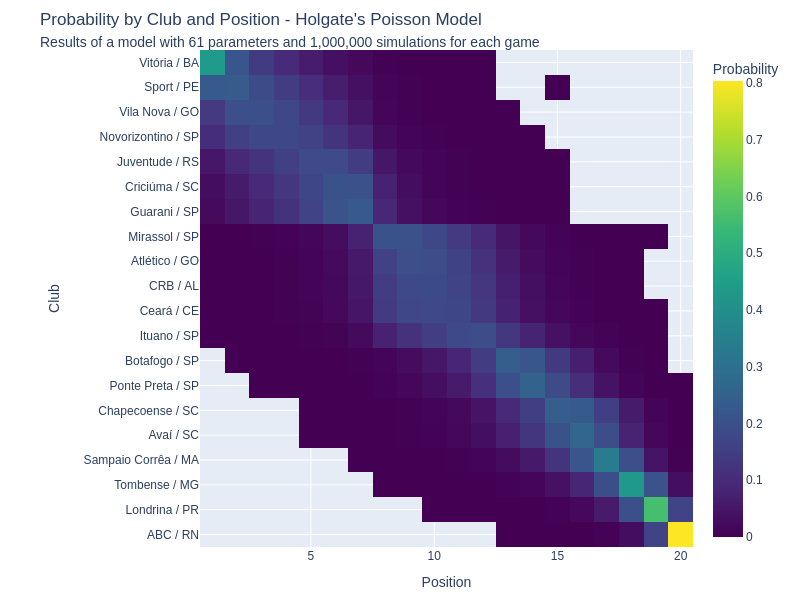 Probability by Club and Position - Holgate's Poisson Model
Results of a model with 61 parameters and 1,000,000 simulations for each game
Probability
Club
Vitória / BA
Sport / PE
Vila Nova / GO
Novorizontino / SP
Juventude / RS
Criciúma / SC
Guarani / SP
Mirassol / SP
Atlético / GO
CRB / AL
Ceará / CE
Ituano / SP
Botafogo / SP
Ponte Preta / SP
Chapecoense / SC
Avaí / SC
Sampaio Corrêa / MA
Tombense / MG
Londrina / PR
ABC / RN
0.8
0.7
0.6
0.5
0.4
0.3
0.2
0.1
0
5
10
15
20
Position